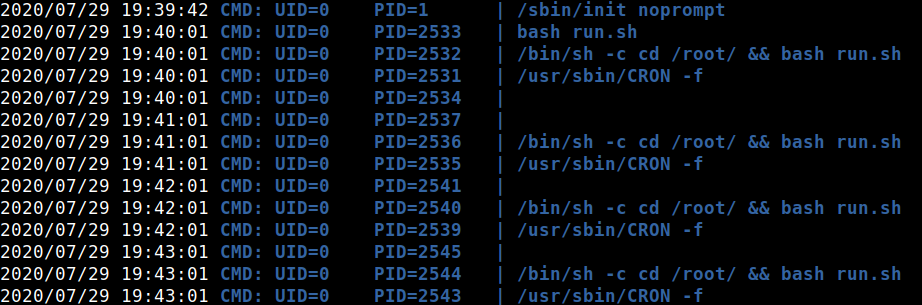 2020/07/29 19:39:42 CMD: UID=0    PID=1      | /sbin/init noprompt
2020/07/29 19:40:01 CMD: UID=0    PID=2533   | bash run.sh
2020/07/29 19:40:01 CMD: UID=0    PID=2532   | /bin/sh -c cd /root/ && bash run.sh
2020/07/29 19:40:01 CMD: UID=0    PID=2531   | /usr/sbin/CRON -f
2020/07/29 19:40:01 CMD: UID=0    PID=2534   |
2020/07/29 19:41:01 CMD: UID=0    PID=2537   |
2020/07/29 19:41:01 CMD: UID=0    PID=2536   | /bin/sh -c cd /root/ && bash run.sh
2020/07/29 19:41:01 CMD: UID=0    PID=2535   | /usr/sbin/CRON -f
2020/07/29 19:42:01 CMD: UID=0    PID=2541   |
2020/07/29 19:42:01 CMD: UID=0    PID=2540   | /bin/sh -c cd /root/ && bash run.sh
2020/07/29 19:42:01 CMD: UID=0    PID=2539   | /usr/sbin/CRON -f
2020/07/29 19:43:01 CMD: UID=0    PID=2545   |
2020/07/29 19:43:01 CMD: UID=0    PID=2544   | /bin/sh -c cd /root/ && bash run.sh
2020/07/29 19:43:01 CMD: UID=0    PID=2543   | /usr/sbin/CRON -f